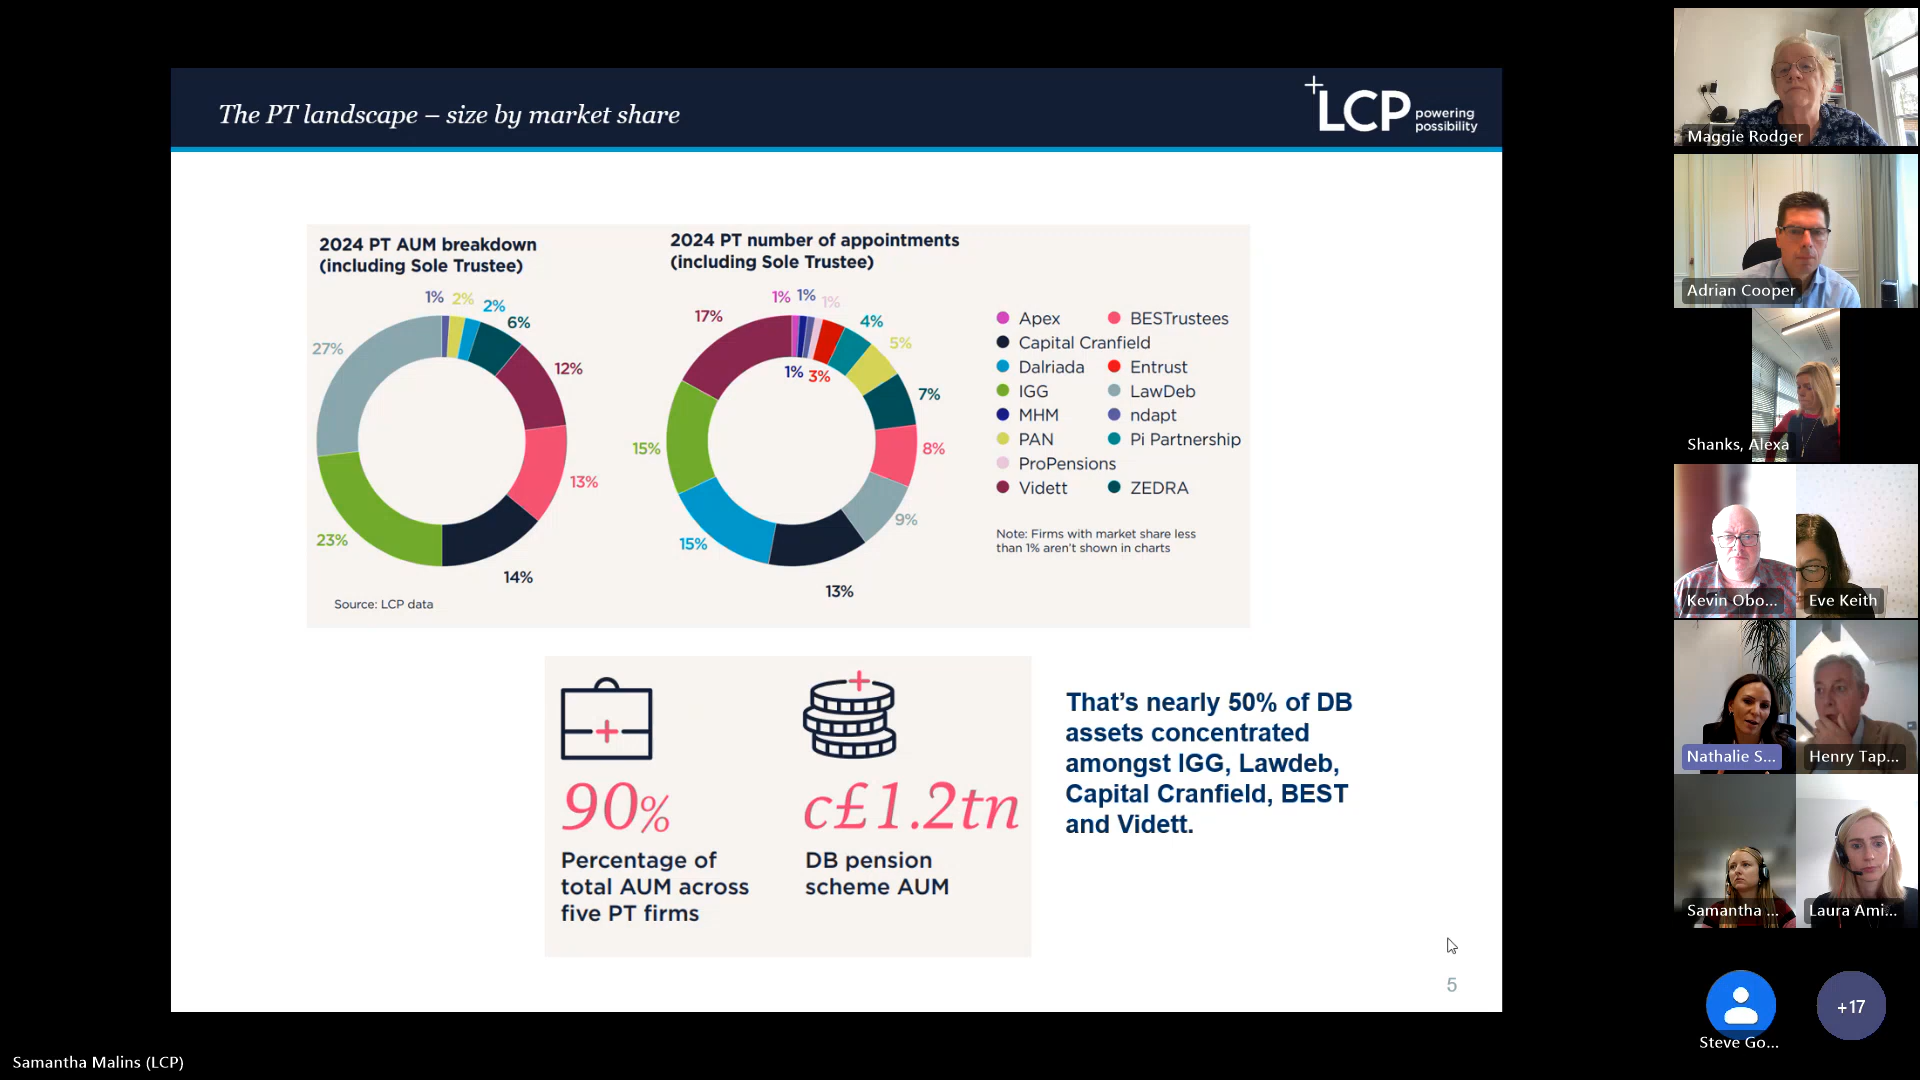 The PT landscape – size by market share
LCP powering
possibility
2024 PT AUM breakdown
(including Sole Trustee)
1%
2%
2%
6%
12%
13%
14%
23%
27%
Source: LCP data
2024 PT number of appointments
(including Sole Trustee)
1%
1%
1%
1%
3%
4%
5%
7%
8%
9%
13%
15%
15%
17%
Apex
BESTrustees
Capital Cranfield
Dalriada
Entrust
IGG
LawDeb
MHM
ndapt
PAN
Pi Partnership
ProPensions
Vidett
ZEDRA
Note: Firms with market share less
than 1% aren't shown in charts
90%
Percentage of
total AUM across
five PT firms
c£1.2tn
DB pension
scheme AUM
That's nearly 50% of DB
assets concentrated
amongst IGG, Lawdeb,
Capital Cranfield, BEST
and Vidett.
5
Maggie Rodger
Adrian Cooper
Shanks, Alexa
Kevin Obo...
Eve Keith
Nathalie S...
Henry Tap...
Samantha ...
Laura Ami...
Steve Go...
+17
Samantha Malins (LCP)